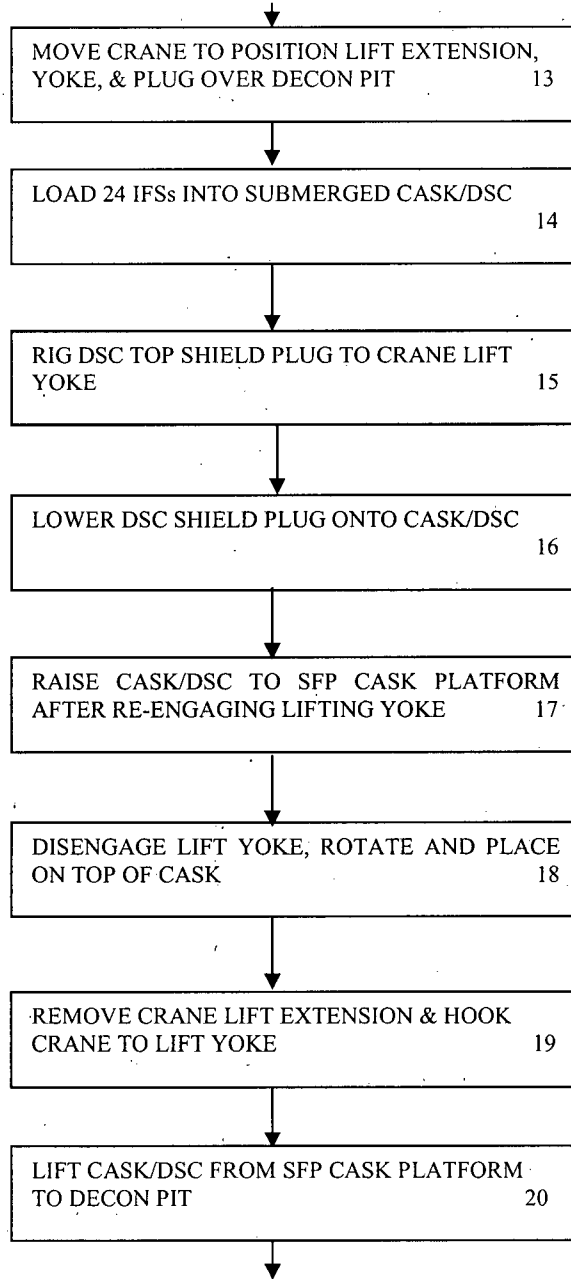 MOVE CRANE TO POSITION LIFT EXTENSION,
YOKE, & PLUG OVER DECON PIT 13
LOAD 24 IFSs INTO SUBMERGED CASK/DSC
14
RIG DSC TOP SHIELD PLUG TO CRANE LIFT
YOKE 15
LOWER DSC SHIELD PLUG ONTO CASK/DSC
16
RAISE CASK/DSC TO SFP CASK PLATFORM
AFTER RE-ENGAGING LIFTING YOKE 17
DISENGAGE LIFT YOKE, ROTATE AND PLACE
ON TOP OF CASK 18
REMOVE CRANE LIFT EXTENSION & HOOK
CRANE TO LIFT YOKE 19
LIFT CASK/DSC FROM SFP CASK PLATFORM
TO DECON PIT 20